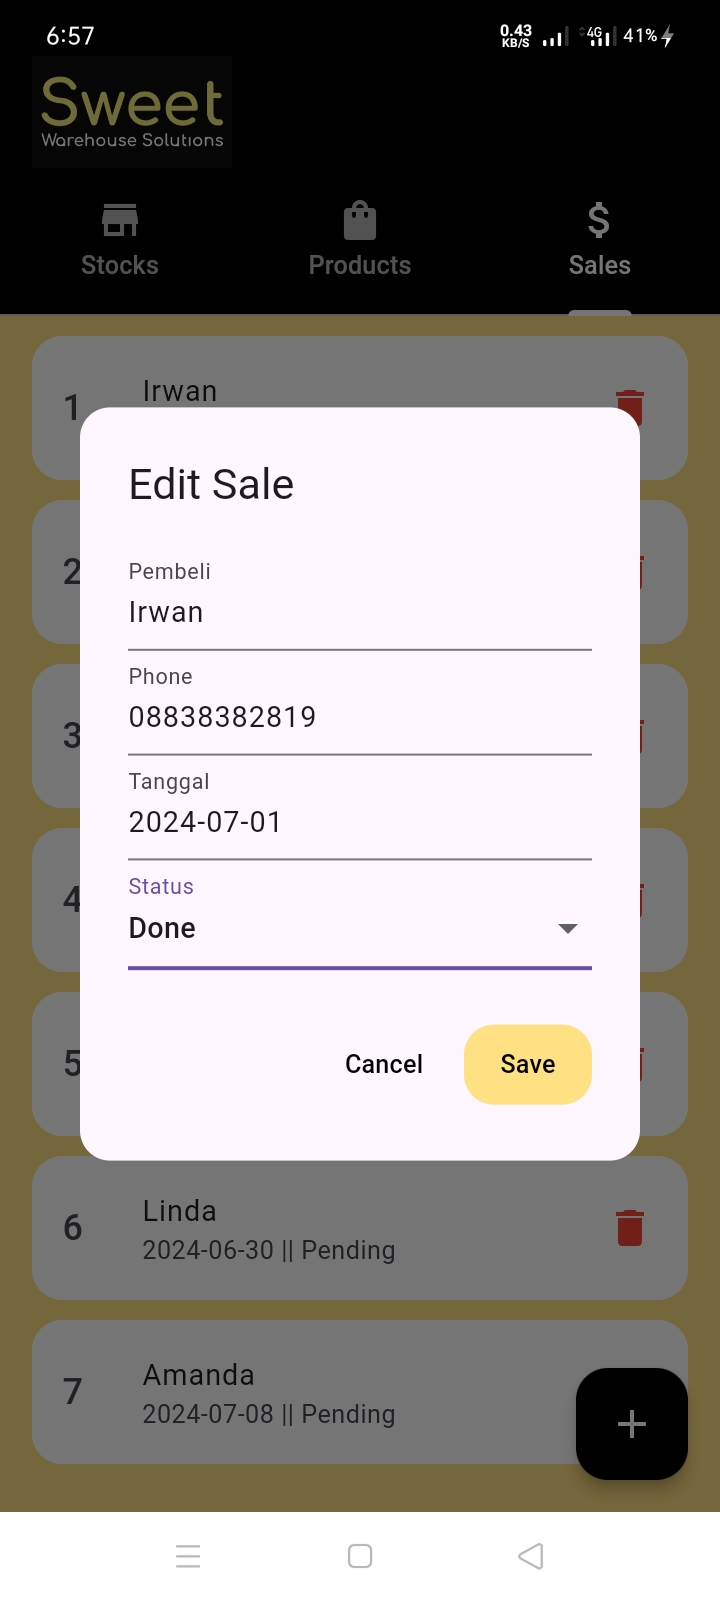 6:57 0.43 KB/S 4G 41%
Sweet
Warehouse Solutions
Stocks Products Sales
1 Irwan
Edit Sale
Pembeli
Irwan
Phone
08838382819
Tanggal
2024-07-01
Status
Done
Cancel Save
2
3
4
5
6 Linda
2024-06-30 || Pending
7 Amanda
2024-07-08 || Pending